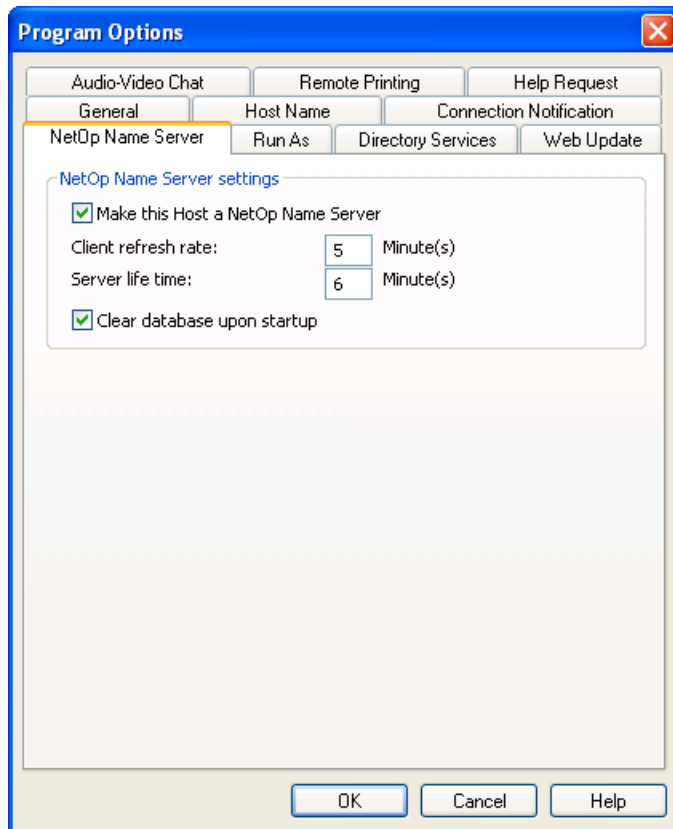 Program Options
Audio-Video Chat Remote Printing Help Request
General Host Name Connection Notification
NetOp Name Server Run As Directory Services Web Update
NetOp Name Server settings
Make this Host a NetOp Name Server
Client refresh rate: 5 Minute(s)
Server life time: 6 Minute(s)
Clear database upon startup
OK Cancel Help